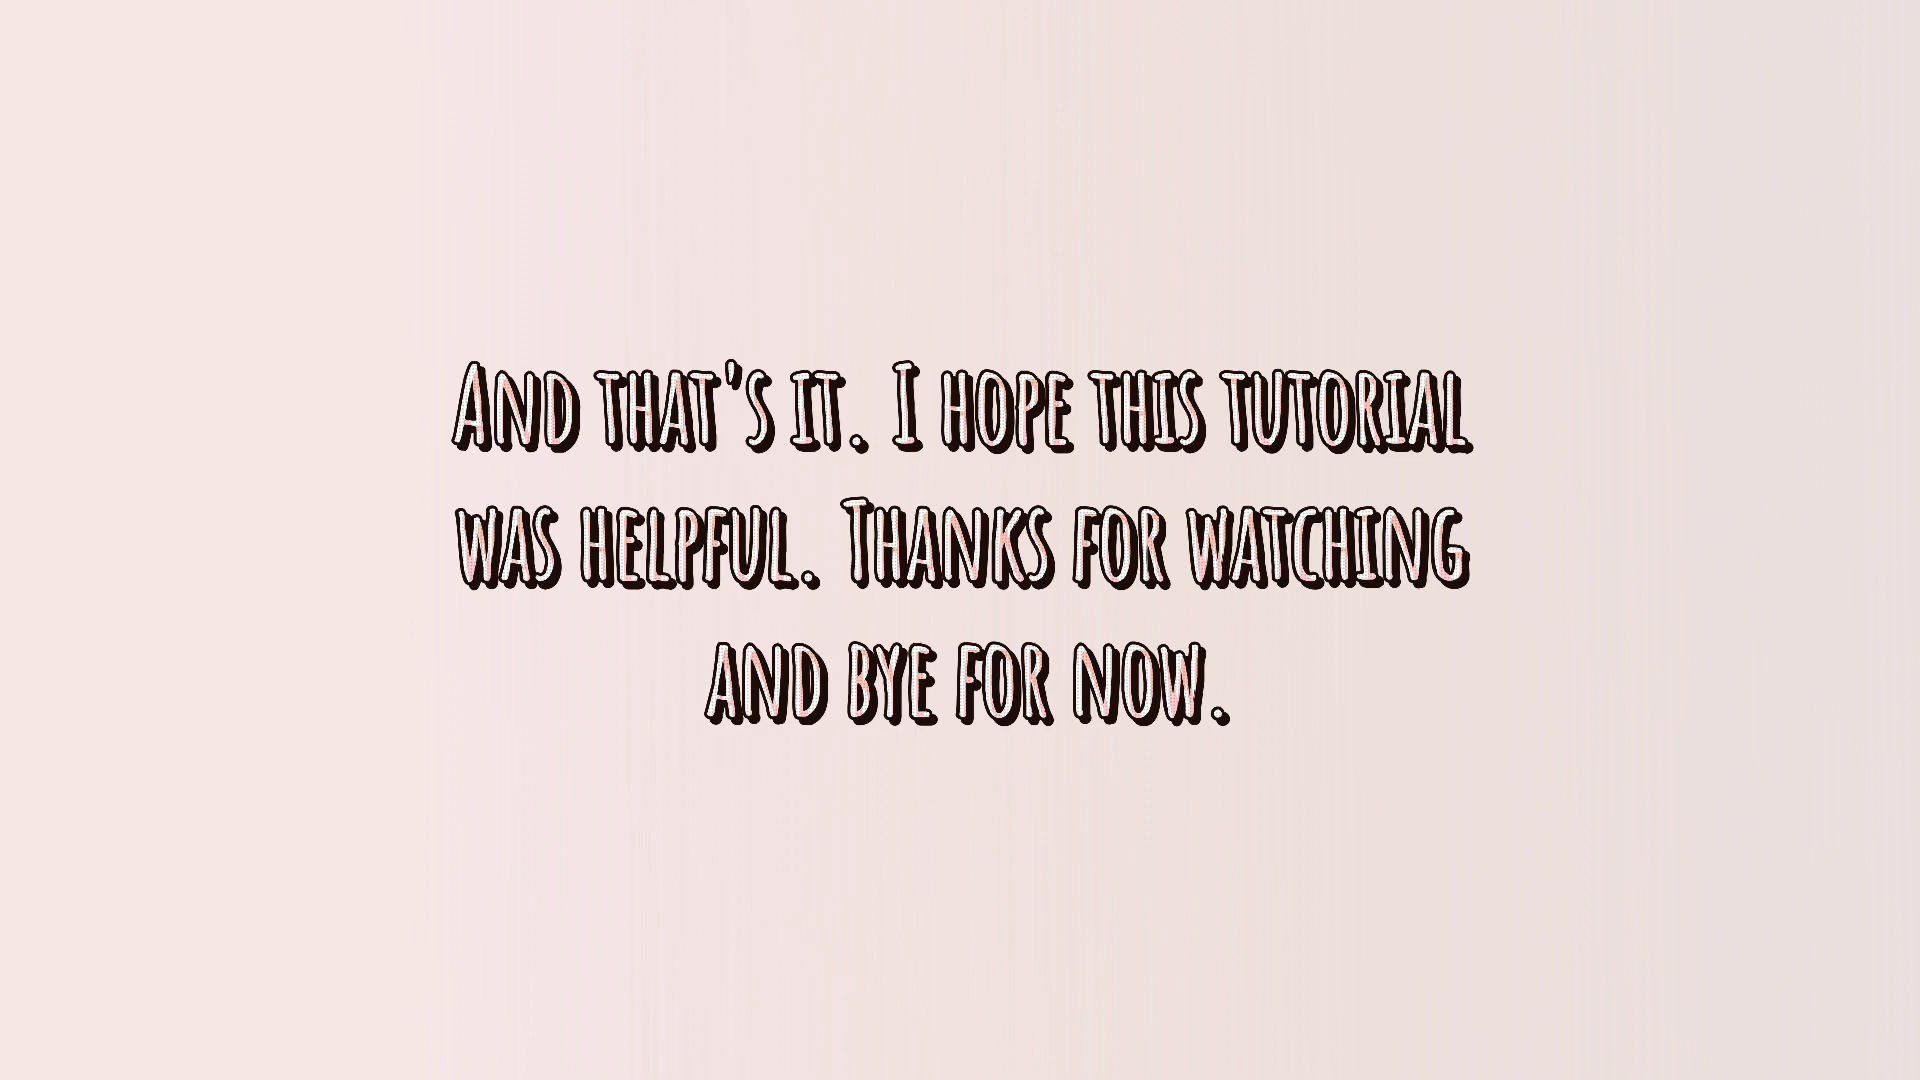 And that's it. I hope this tutorial
was helpful. Thanks for watching
and bye for now.